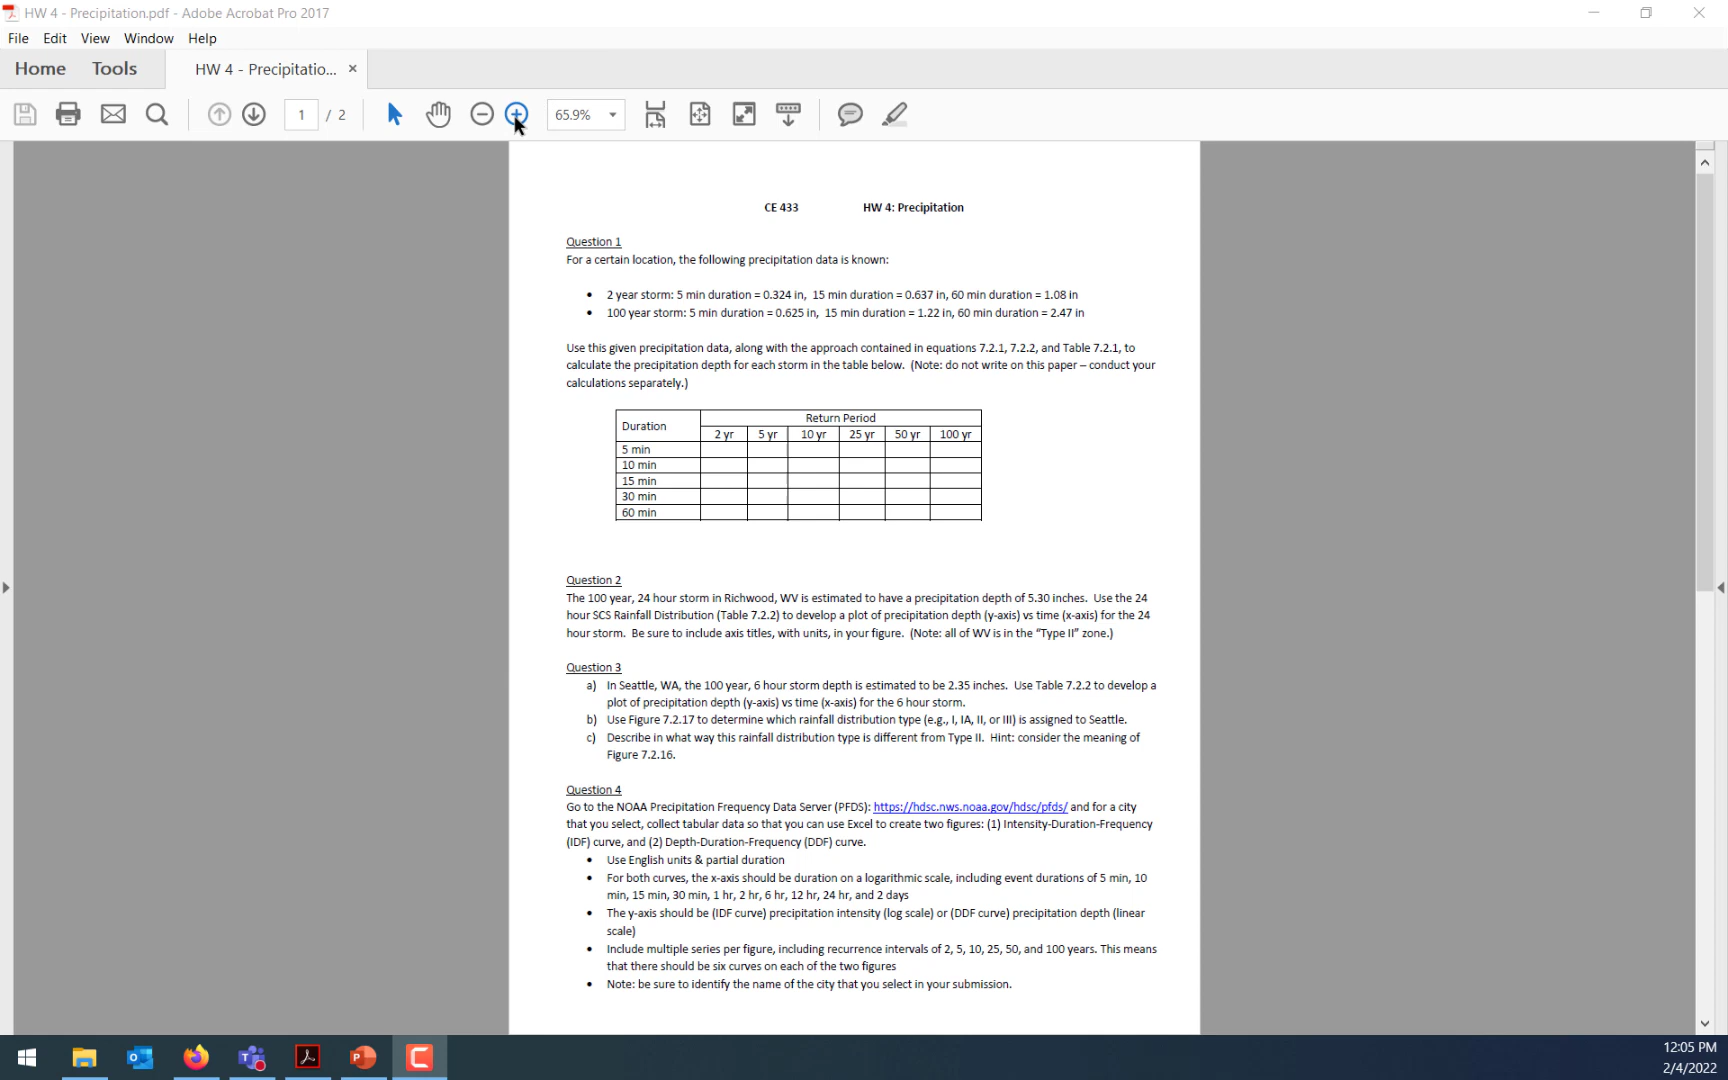 HW 4 - Precipitation.pdf - Adobe Acrobat Pro 2017
File Edit View Window Help
Home Tools HW 4 - Precipitatio... ×
1 / 2 65.9%
CE 433 HW 4: Precipitation
Question 1
For a certain location, the following precipitation data is known:
• 2 year storm: 5 min duration = 0.324 in, 15 min duration = 0.637 in, 60 min duration = 1.08 in
• 100 year storm: 5 min duration = 0.625 in, 15 min duration = 1.22 in, 60 min duration = 2.47 in
Use this given precipitation data, along with the approach contained in equations 7.2.1, 7.2.2, and Table 7.2.1, to
calculate the precipitation depth for each storm in the table below. (Note: do not write on this paper – conduct your
calculations separately.)
Duration Return Period
2 yr 5 yr 10 yr 25 yr 50 yr 100 yr
5 min
10 min
15 min
30 min
60 min
Question 2
The 100 year, 24 hour storm in Richwood, WV is estimated to have a precipitation depth of 5.30 inches. Use the 24
hour SCS Rainfall Distribution (Table 7.2.2) to develop a plot of precipitation depth (y-axis) vs time (x-axis) for the 24
hour storm. Be sure to include axis titles, with units, in your figure. (Note: all of WV is in the "Type II" zone.)
Question 3
a) In Seattle, WA, the 100 year, 6 hour storm depth is estimated to be 2.35 inches. Use Table 7.2.2 to develop a
plot of precipitation depth (y-axis) vs time (x-axis) for the 6 hour storm.
b) Use Figure 7.2.17 to determine which rainfall distribution type (e.g., I, IA, II, or III) is assigned to Seattle.
c) Describe in what way this rainfall distribution type is different from Type II. Hint: consider the meaning of
Figure 7.2.16.
Question 4
Go to the NOAA Precipitation Frequency Data Server (PFDS): https://hdsc.nws.noaa.gov/hdsc/pfds/ and for a city
that you select, collect tabular data so that you can use Excel to create two figures: (1) Intensity-Duration-Frequency
(IDF) curve, and (2) Depth-Duration-Frequency (DDF) curve.
• Use English units & partial duration
• For both curves, the x-axis should be duration on a logarithmic scale, including event durations of 5 min, 10
min, 15 min, 30 min, 1 hr, 2 hr, 6 hr, 12 hr, 24 hr, and 2 days
• The y-axis should be (IDF curve) precipitation intensity (log scale) or (DDF curve) precipitation depth (linear
scale)
• Include multiple series per figure, including recurrence intervals of 2, 5, 10, 25, 50, and 100 years. This means
that there should be six curves on each of the two figures
• Note: be sure to identify the name of the city that you select in your submission.
12:05 PM
2/4/2022